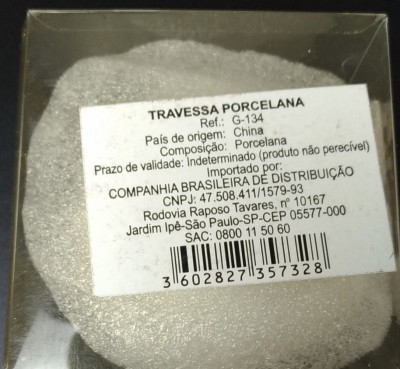 TRAVESSA PORCELANA
Ref.: G-134
País de origem: China
Composição: Porcelana
Prazo de validade: Indeterminado (produto não perecível)
Importado por:
COMPANHIA BRASILEIRA DE DISTRIBUIÇÃO
CNPJ: 47.508.411/1579-93
Rodovia Raposo Tavares, nº 10167
Jardim Ipê-São Paulo-SP-CEP 05577-000
SAC: 0800 11 50 60
3 602827 357328